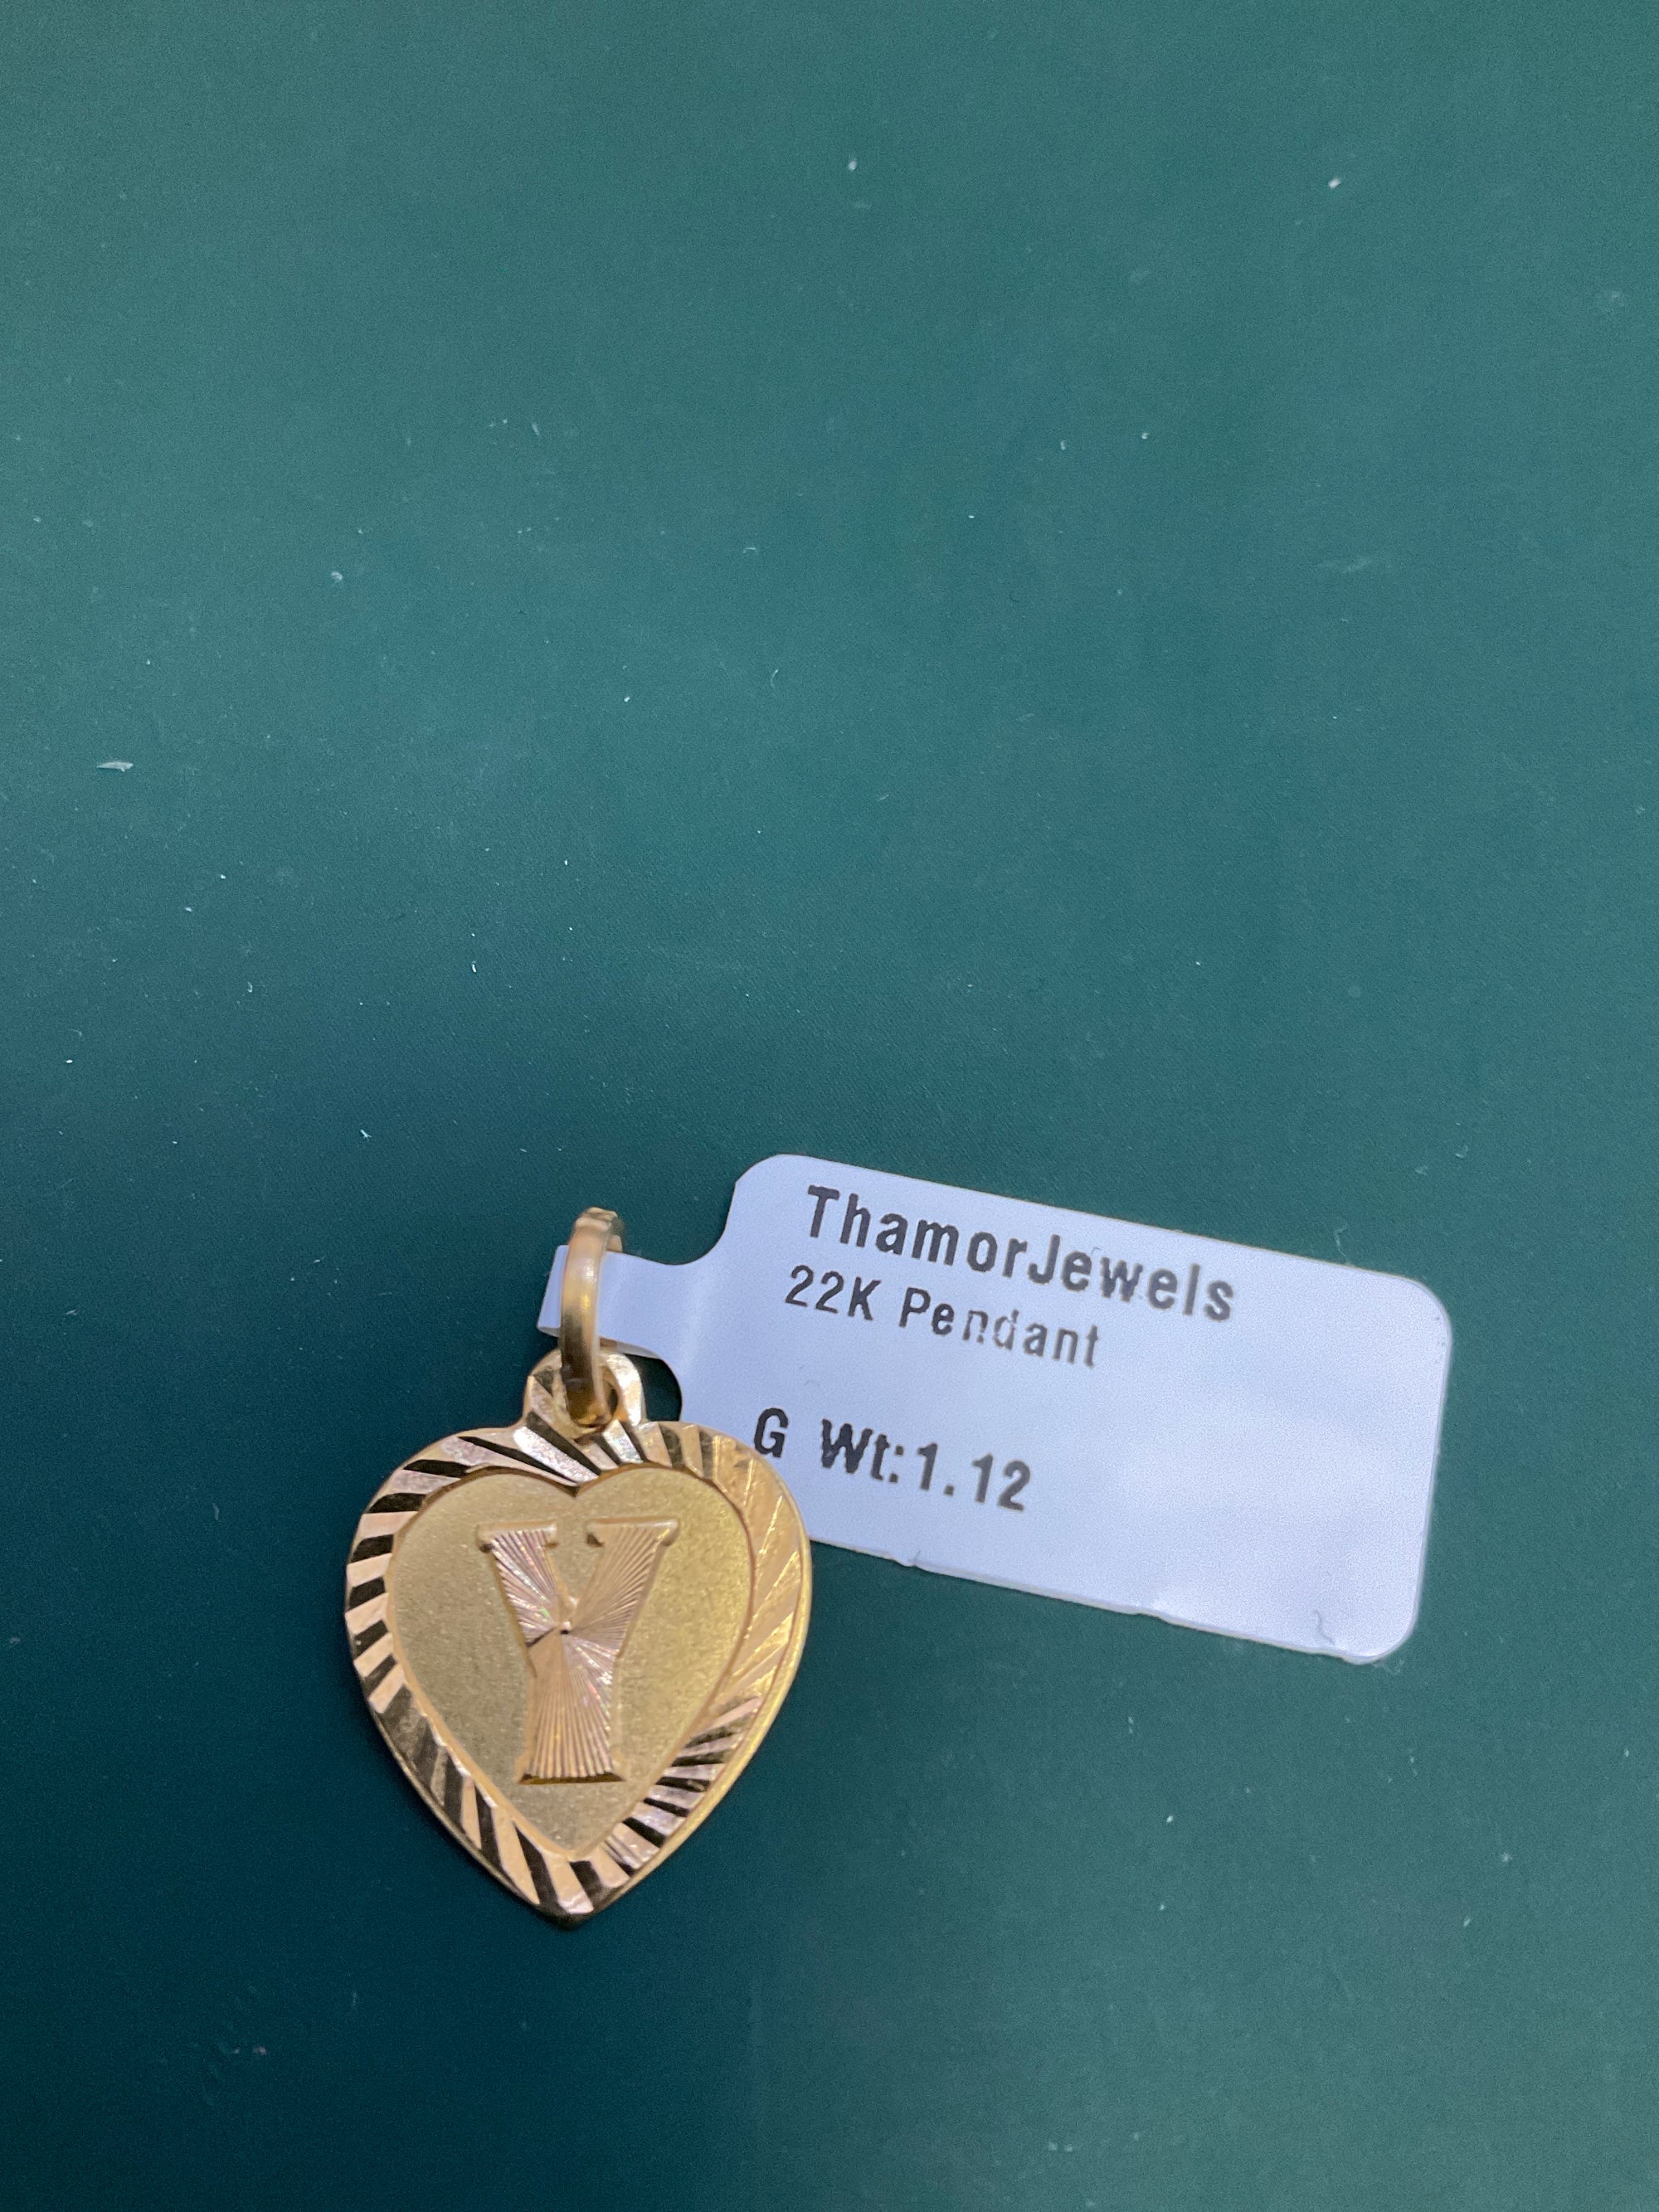 ThamorJewels
22K Pendant
G Wt:1.12
Y